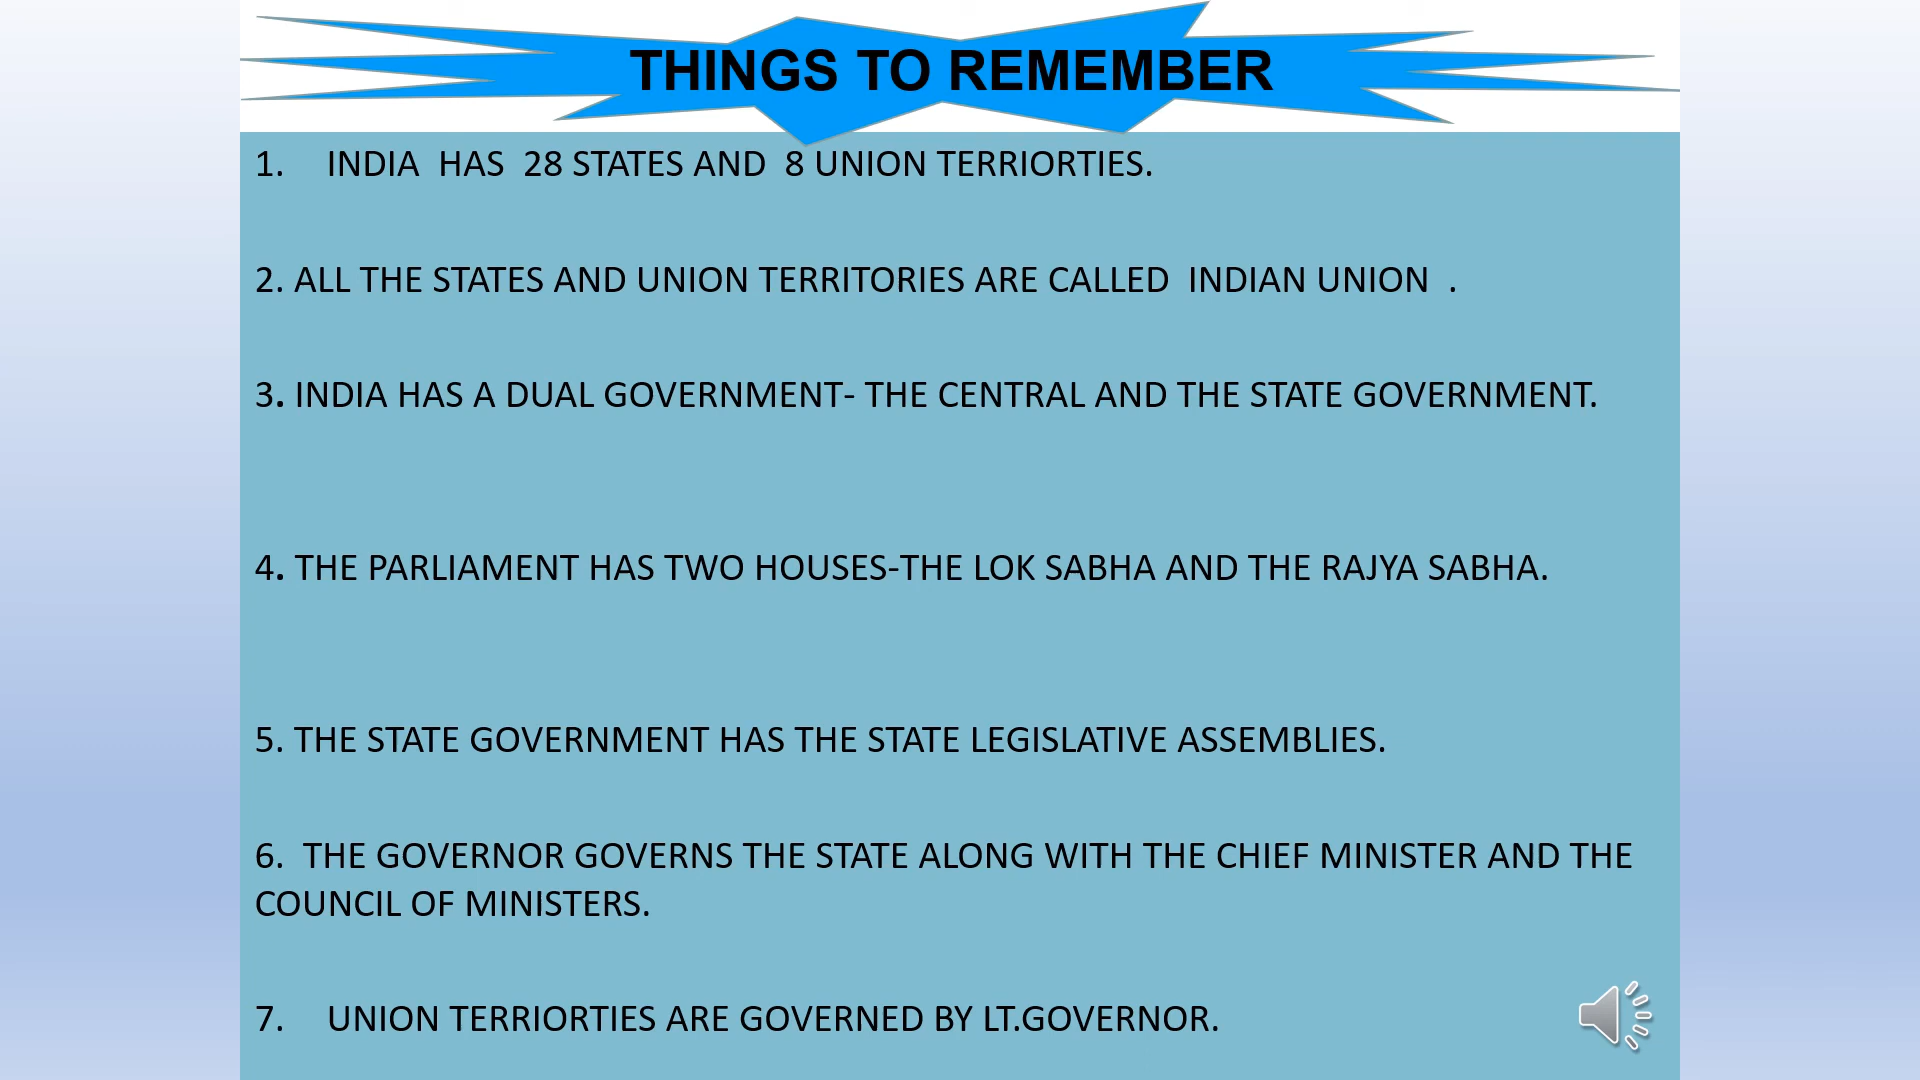 THINGS TO REMEMBER
1. INDIA HAS 28 STATES AND 8 UNION TERRIORTIES.
2. ALL THE STATES AND UNION TERRITORIES ARE CALLED INDIAN UNION .
3. INDIA HAS A DUAL GOVERNMENT- THE CENTRAL AND THE STATE GOVERNMENT.
4. THE PARLIAMENT HAS TWO HOUSES-THE LOK SABHA AND THE RAJYA SABHA.
5. THE STATE GOVERNMENT HAS THE STATE LEGISLATIVE ASSEMBLIES.
6. THE GOVERNOR GOVERNS THE STATE ALONG WITH THE CHIEF MINISTER AND THE
COUNCIL OF MINISTERS.
7. UNION TERRIORTIES ARE GOVERNED BY LT.GOVERNOR.